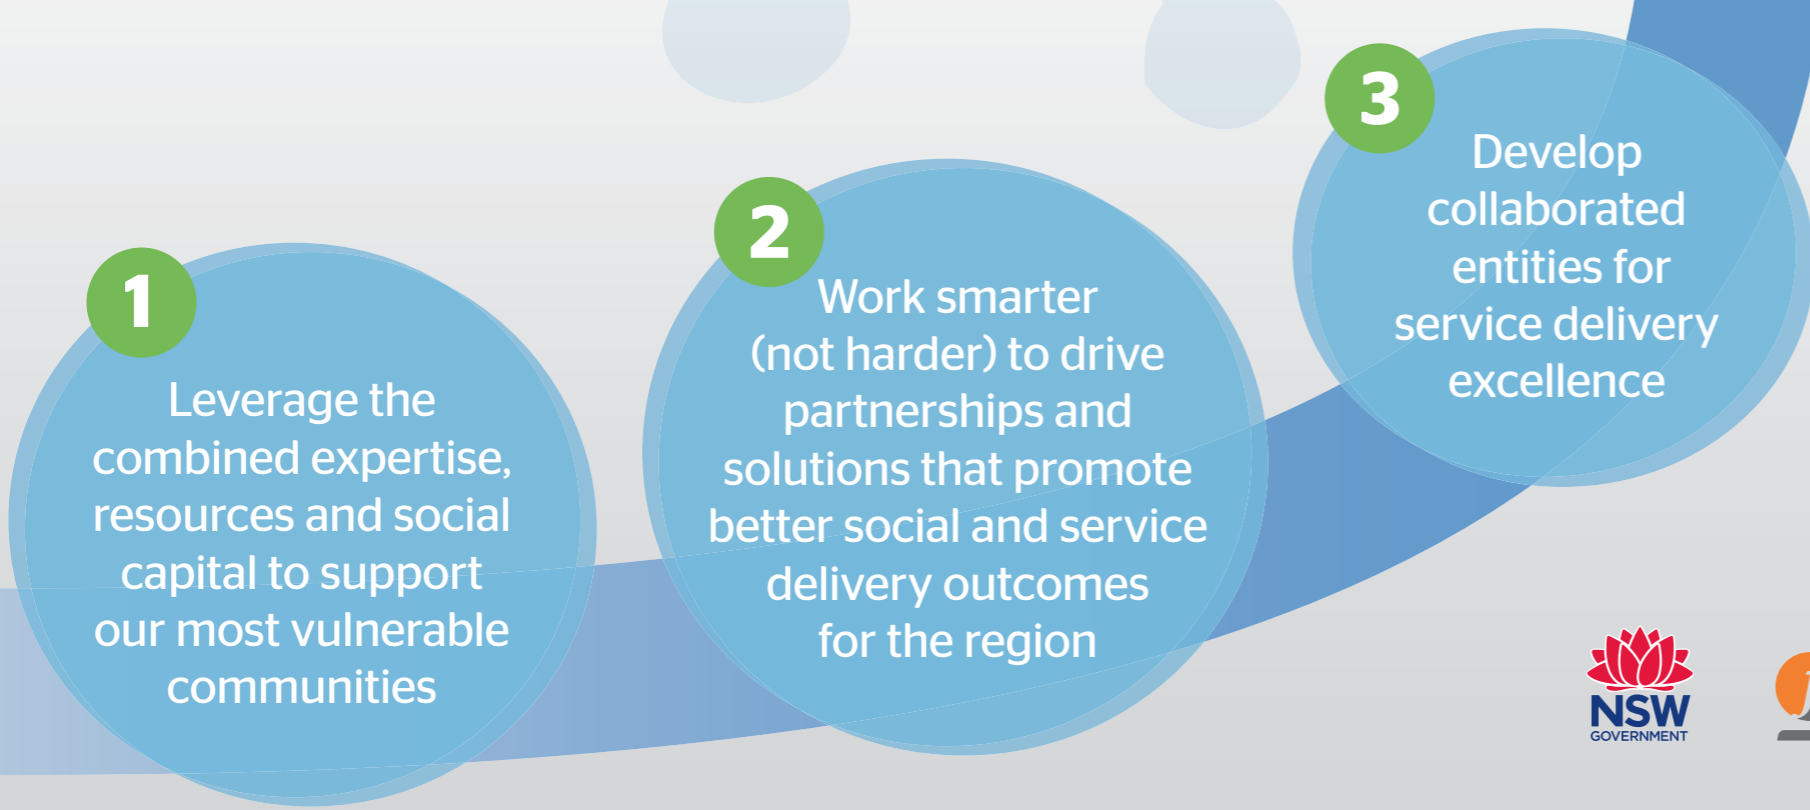 1
Leverage the
combined expertise,
resources and social
capital to support
our most vulnerable
communities
2
Work smarter
(not harder) to drive
partnerships and
solutions that promote
better social and service
delivery outcomes
for the region
3
Develop
collaborated
entities for
service delivery
excellence
NSW
GOVERNMENT